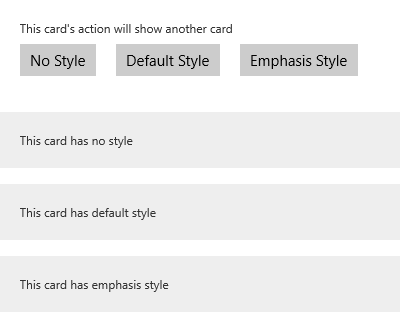 This card's action will show another card
No Style
Default Style
Emphasis Style
This card has no style
This card has default style
This card has emphasis style